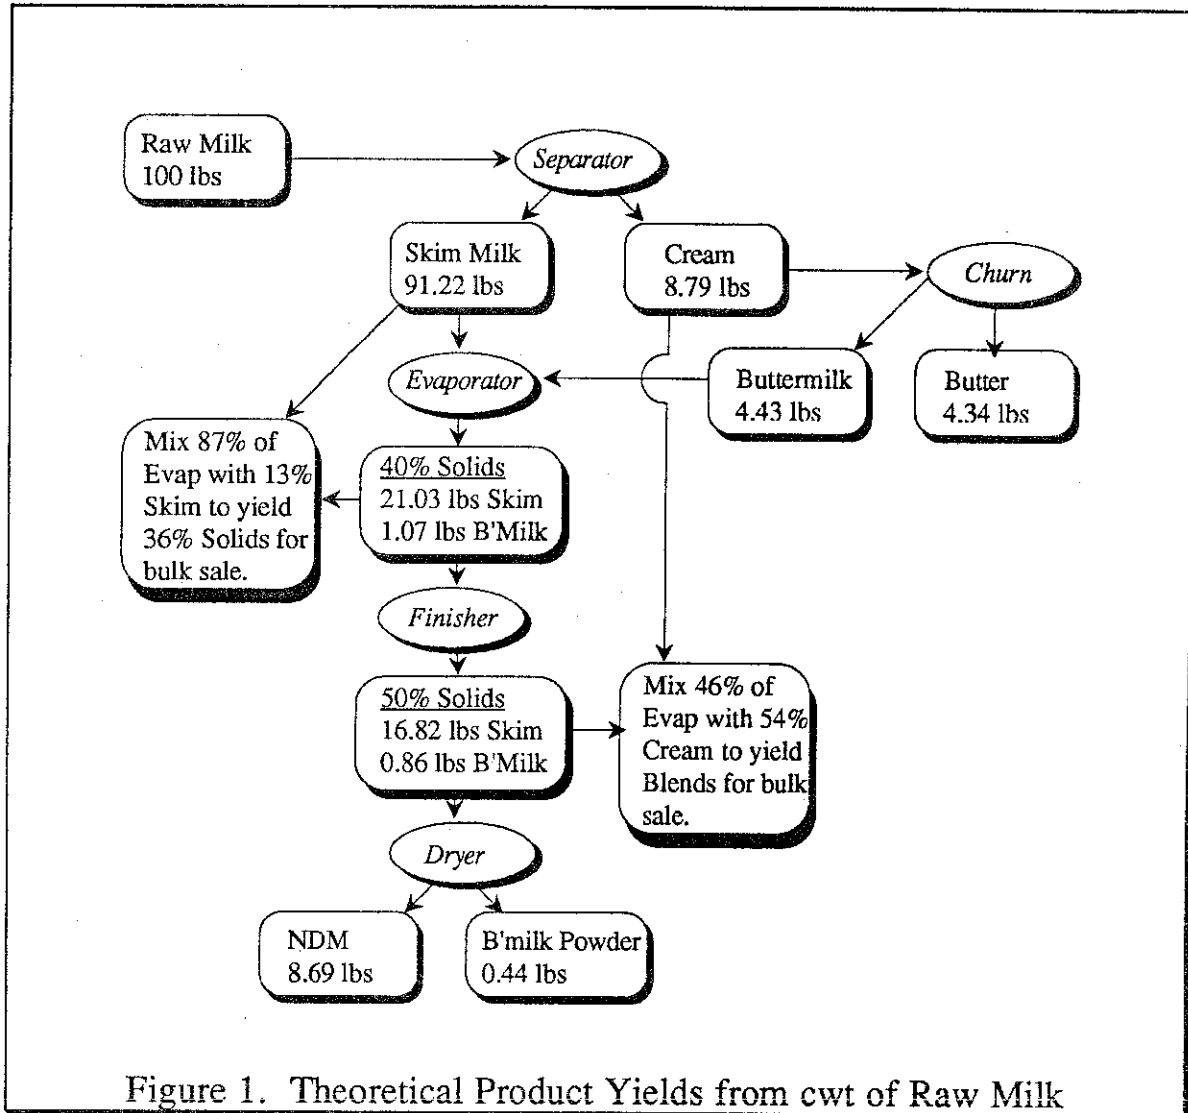 Raw Milk
100 lbs
Separator
Skim Milk
91.22 lbs
Cream
8.79 lbs
Churn
Evaporator
Buttermilk
4.43 lbs
Butter
4.34 lbs
Mix 87% of
Evap with 13%
Skim to yield
36% Solids for
bulk sale.
40% Solids
21.03 lbs Skim
1.07 lbs B'Milk
Finisher
50% Solids
16.82 lbs Skim
0.86 lbs B'Milk
Mix 46% of
Evap with 54%
Cream to yield
Blends for bulk
sale.
Dryer
NDM
8.69 lbs
B'milk Powder
0.44 lbs
Figure 1. Theoretical Product Yields from cwt of Raw Milk